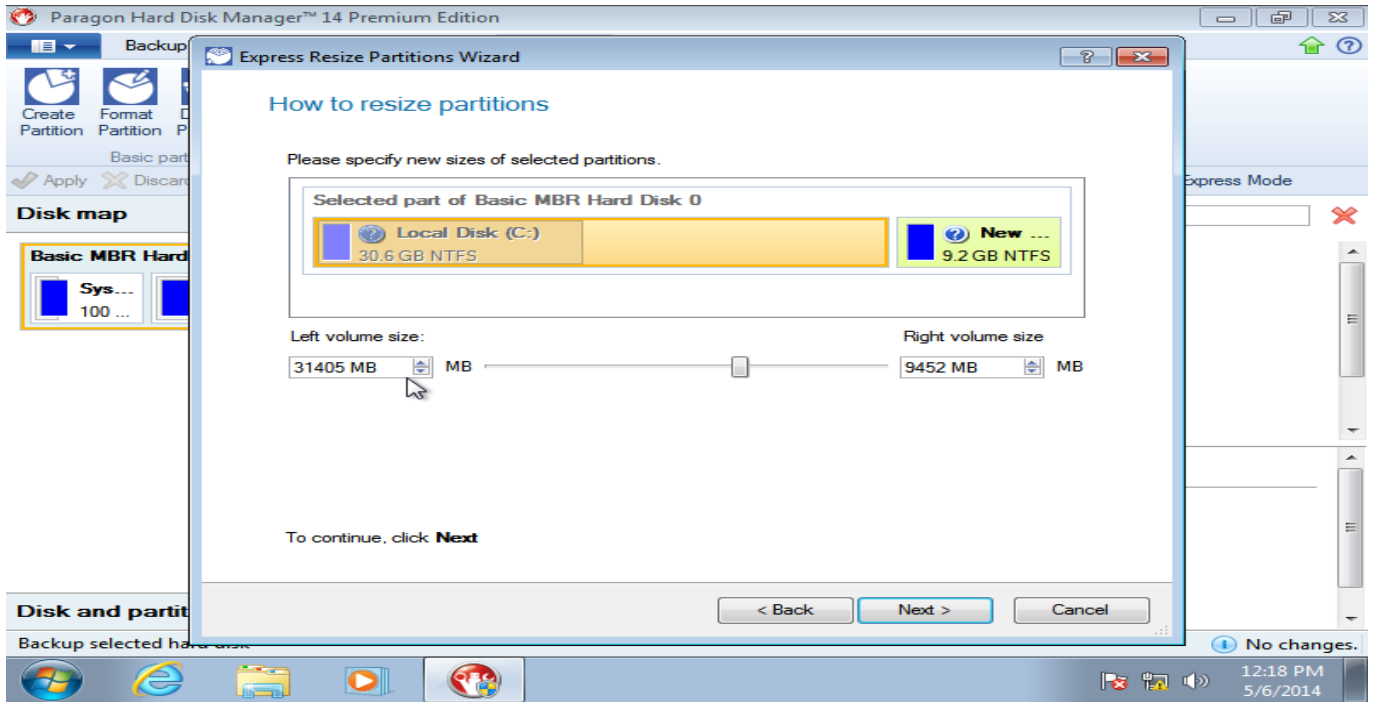 Paragon Hard Disk Manager™ 14 Premium Edition
Backup
Express Resize Partitions Wizard
Create Partition
Format Partition
Basic part
Apply
Discard
Express Mode
How to resize partitions
Please specify new sizes of selected partitions.
Disk map
Selected part of Basic MBR Hard Disk 0
Local Disk (C:)
30.6 GB NTFS
New ...
9.2 GB NTFS
Basic MBR Hard
Sys...
100 ...
Left volume size:
Right volume size
31405 MB
MB
9452 MB
MB
To continue, click Next
< Back
Next >
Cancel
Disk and partit
Backup selected hard disk
No changes.
12:18 PM
5/6/2014